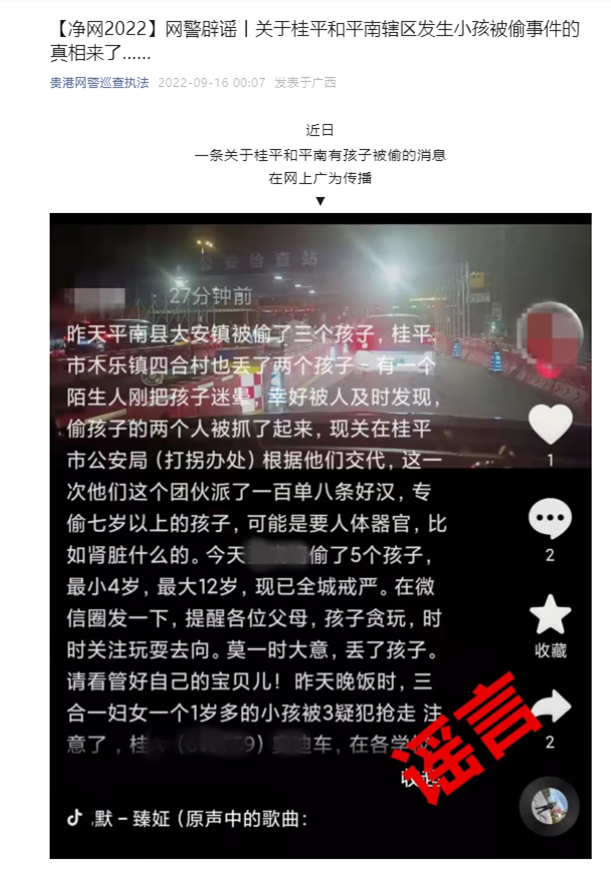 【净网2022】网警辟谣丨关于桂平和平南辖区发生小孩被偷事件的
真相来了......
贵港网警巡查执法 2022-09-16 00:07 发表于广西
近日
一条关于桂平和平南有孩子被偷的消息
在网上广为传播
▼
公安检查站
27分钟前
昨天平南县大安镇被偷了三个孩子，桂平
市木乐镇四合村也丢了两个孩子－有一个
陌生人刚把孩子迷晕，幸好被人及时发现，
偷孩子的两个人被抓了起来，现关在桂平
市公安局（打拐办处）根据他们交代，这一
次他们这个团伙派了一百单八条好汉，专
偷七岁以上的孩子，可能是要人体器官，比
如肾脏什么的。今天 偷了5个孩子，
最小4岁，最大12岁，现已全城戒严。在微
信圈发一下，提醒各位父母，孩子贪玩，时
时关注玩耍去向。莫一时大意，丢了孩子。
请看管好自己的宝贝儿！昨天晚饭时，三
合一妇女一个1岁多的小孩被3疑犯抢走 注
意了，桂 9）奥迪车，在各学校
收起
谣言
1
2
收藏
2
.默－臻娅（原声中的歌曲：